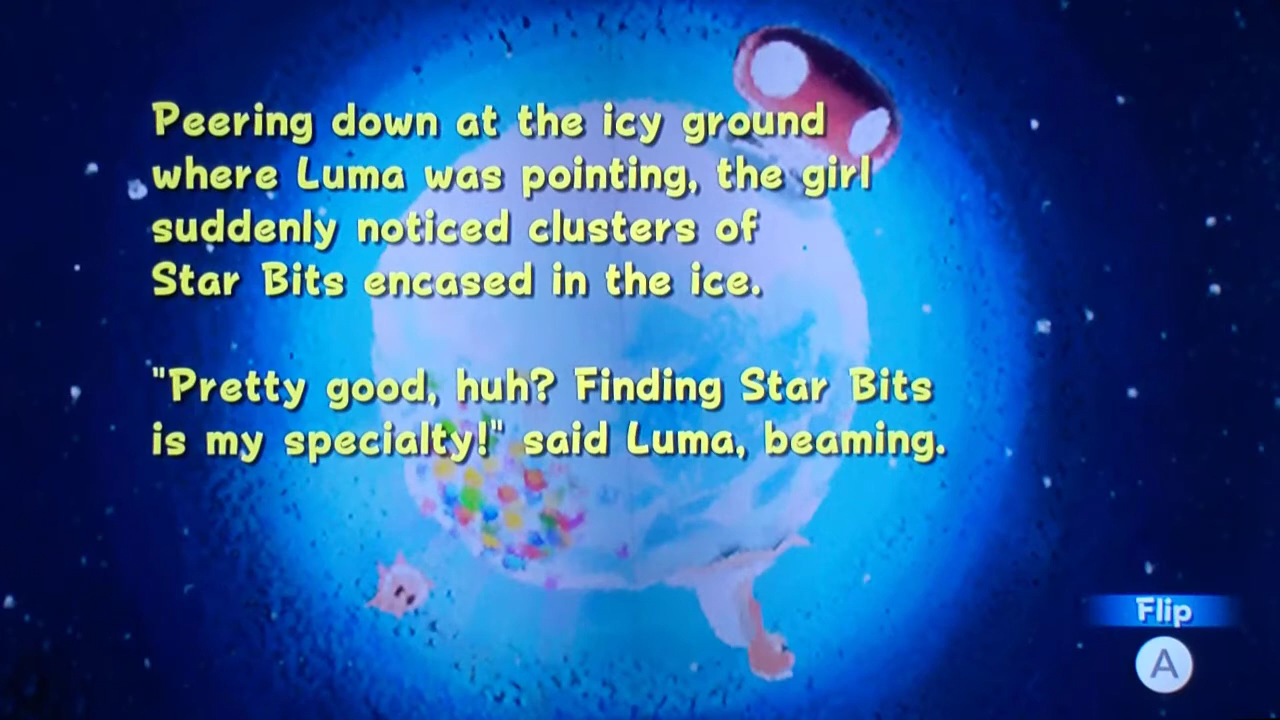 Peering down at the icy ground
where Luma was pointing, the girl
suddenly noticed clusters of
Star Bits encased in the ice.
"Pretty good, huh? Finding Star Bits
is my specialty!" said Luma, beaming.
Flip
A